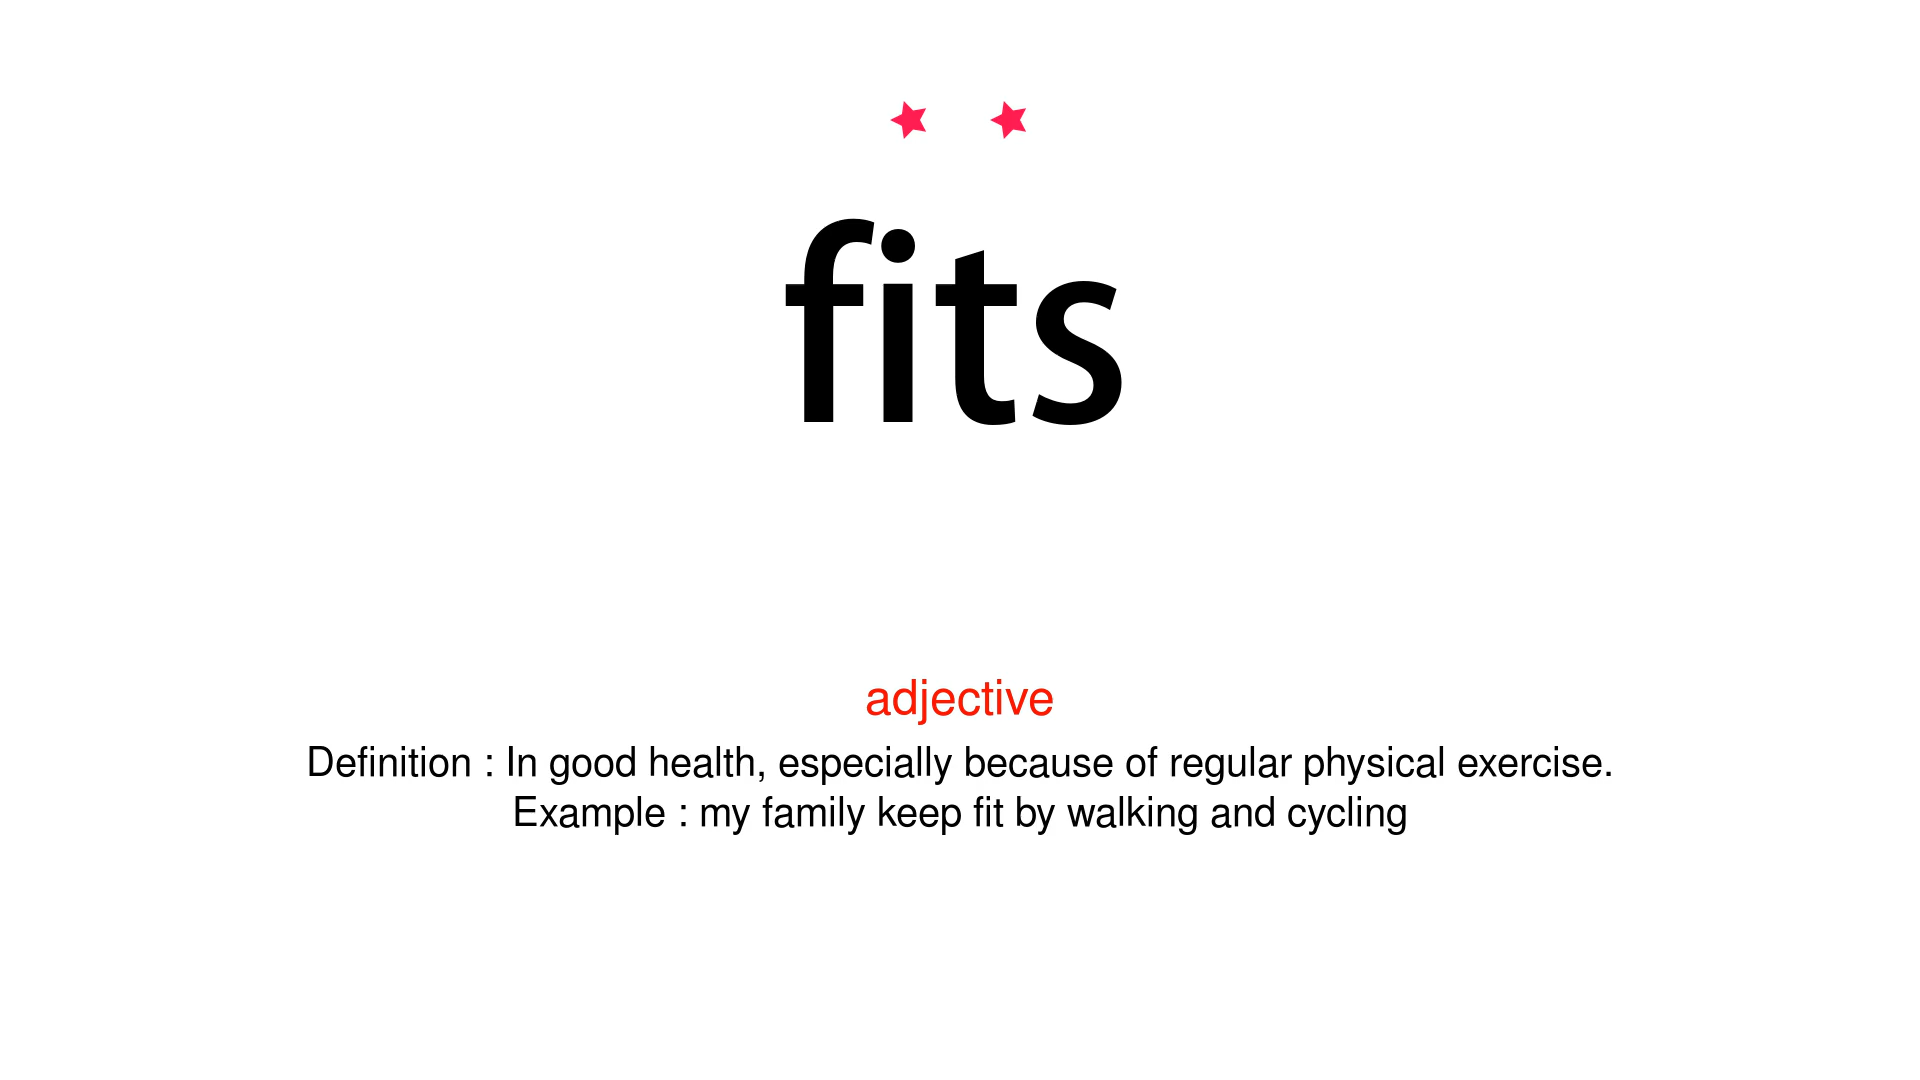 fits
adjective
Definition : In good health, especially because of regular physical exercise.
Example : my family keep fit by walking and cycling